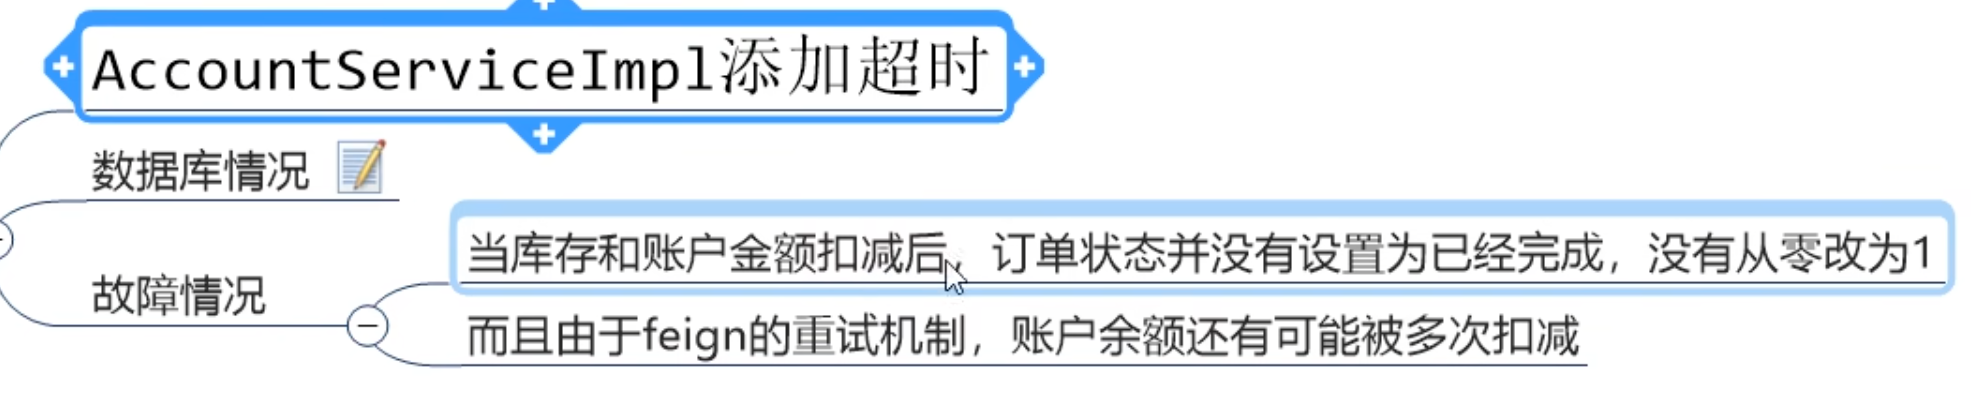 AccountServiceImpl添加超时
数据库情况
当库存和账户金额扣减后，订单状态并没有设置为已经完成，没有从零改为1
故障情况
而且由于feign的重试机制，账户余额还有可能被多次扣减